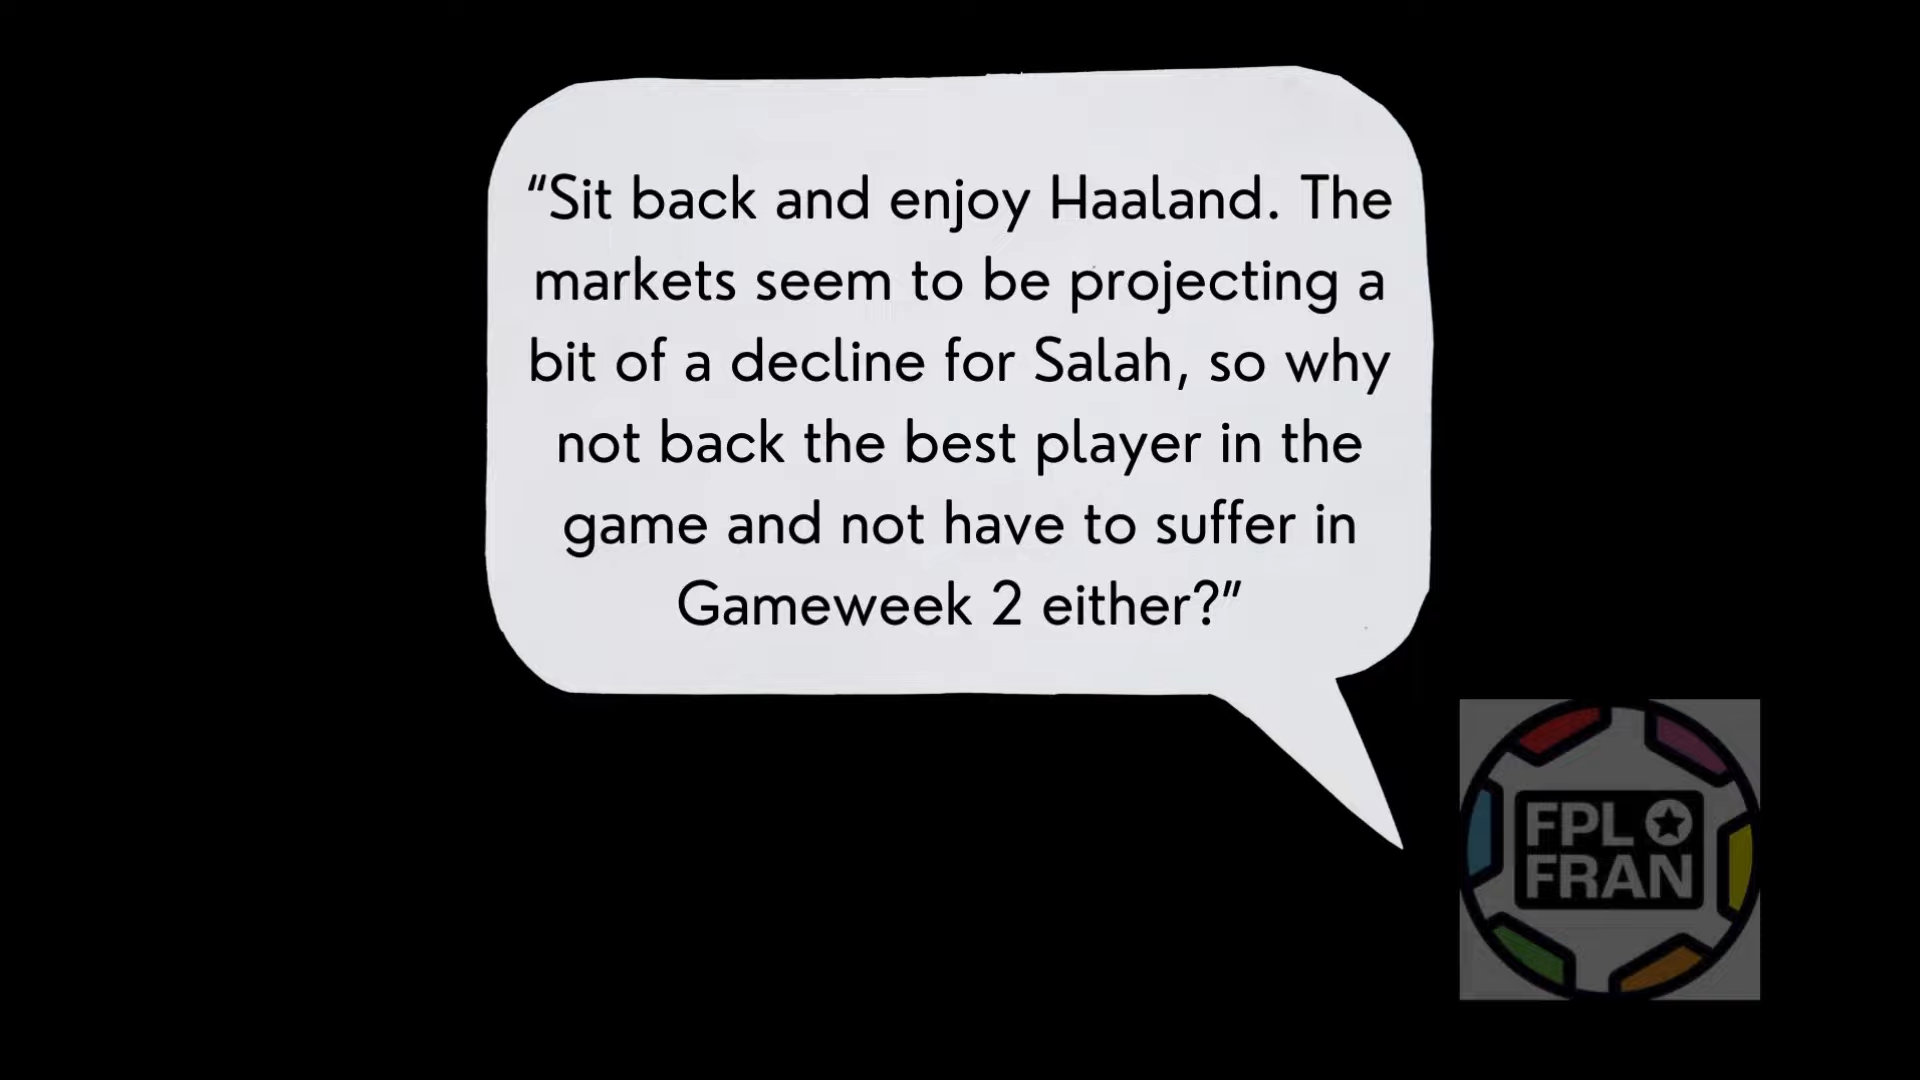 “Sit back and enjoy Haaland. The
markets seem to be projecting a
bit of a decline for Salah, so why
not back the best player in the
game and not have to suffer in
Gameweek 2 either?”
FPL
FRAN